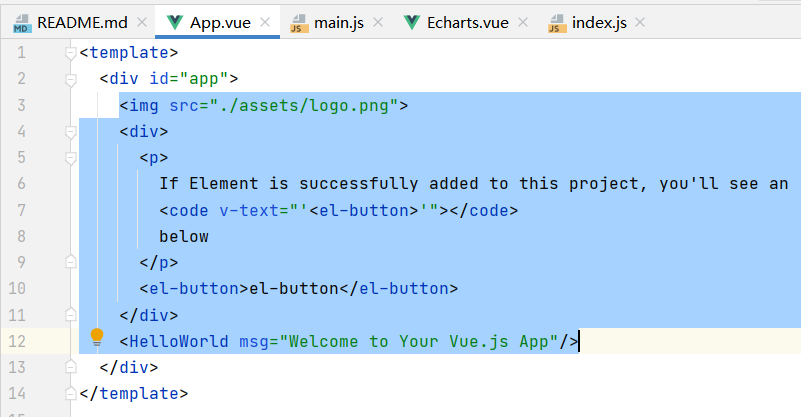 README.md App.vue main.js Echarts.vue index.js
1 <template>
2 <div id="app">
3 <img src="./assets/logo.png">
4 <div>
5 <p>
6 If Element is successfully added to this project, you'll see an
7 <code v-text="'<el-button>'"></code>
8 below
9 </p>
10 <el-button>el-button</el-button>
11 </div>
12 <HelloWorld msg="Welcome to Your Vue.js App"/>
13 </div>
14 </template>